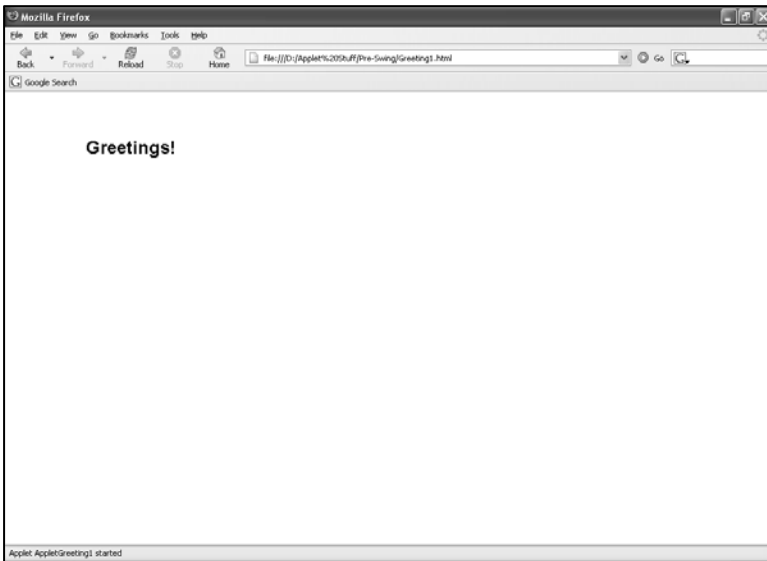 Mozilla Firefox
File Edit View Go Bookmarks Tools Help
Back Forward Reload Stop Home file:///D:/Applet%20Stuff/Pre-Swing/Greeting1.html Go G
G Google Search
Greetings!
Applet AppletGreeting1 started